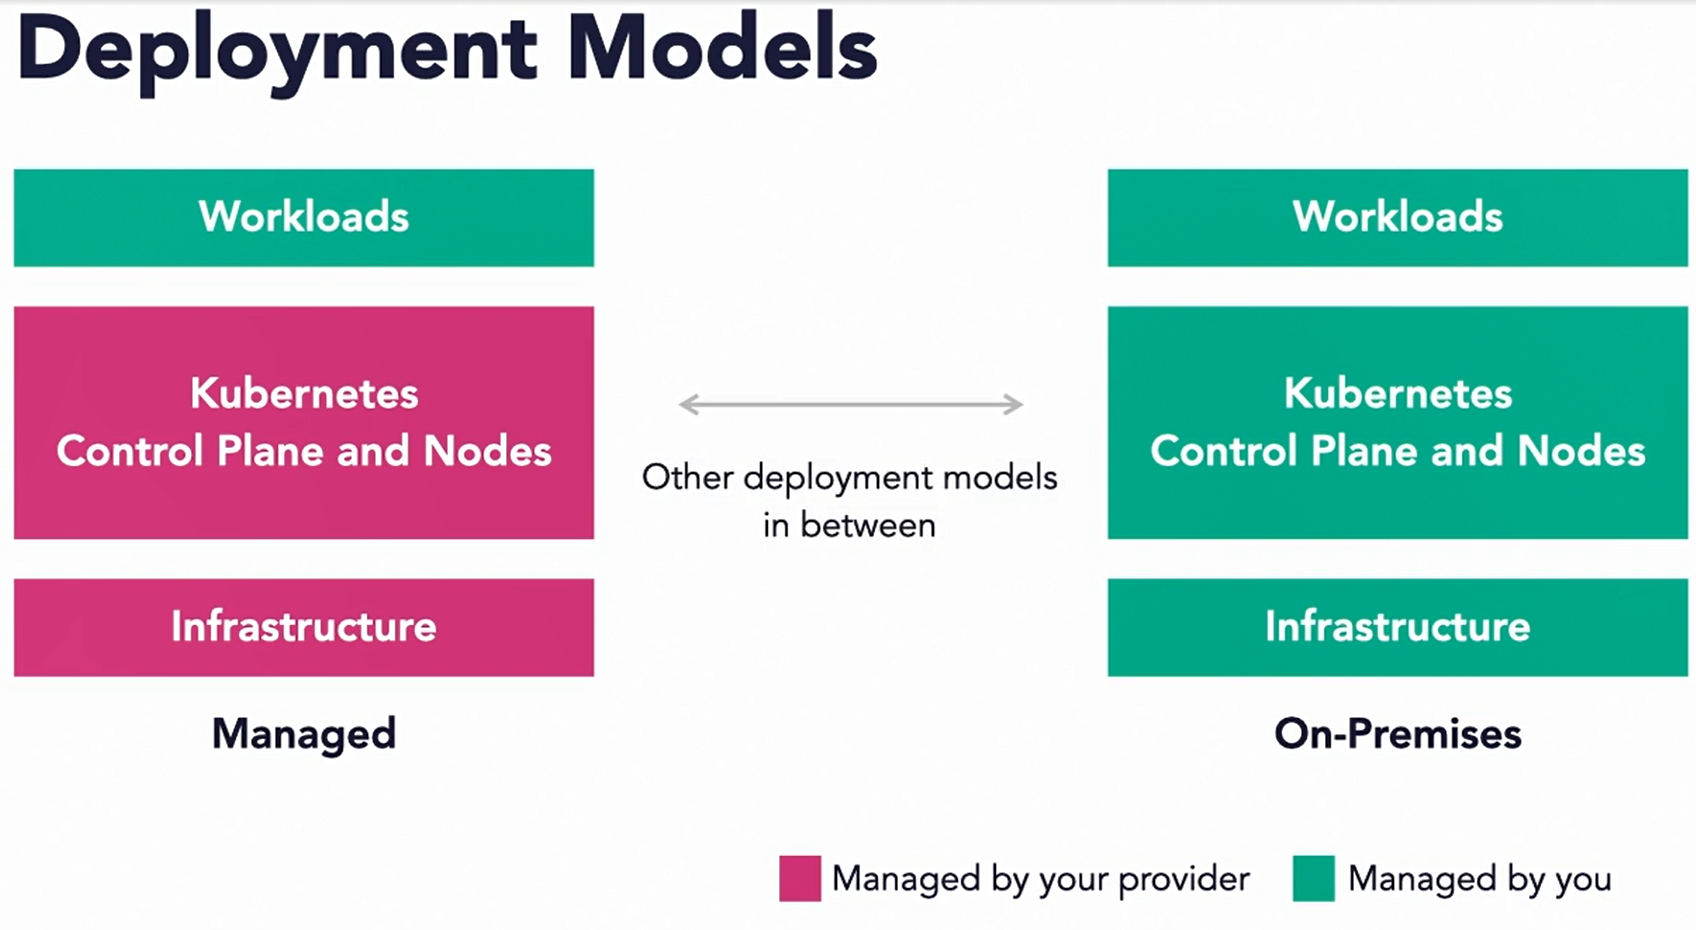 Deployment Models
Workloads
Kubernetes
Control Plane and Nodes
Infrastructure
Managed
Other deployment models
in between
Workloads
Kubernetes
Control Plane and Nodes
Infrastructure
On-Premises
Managed by your provider
Managed by you